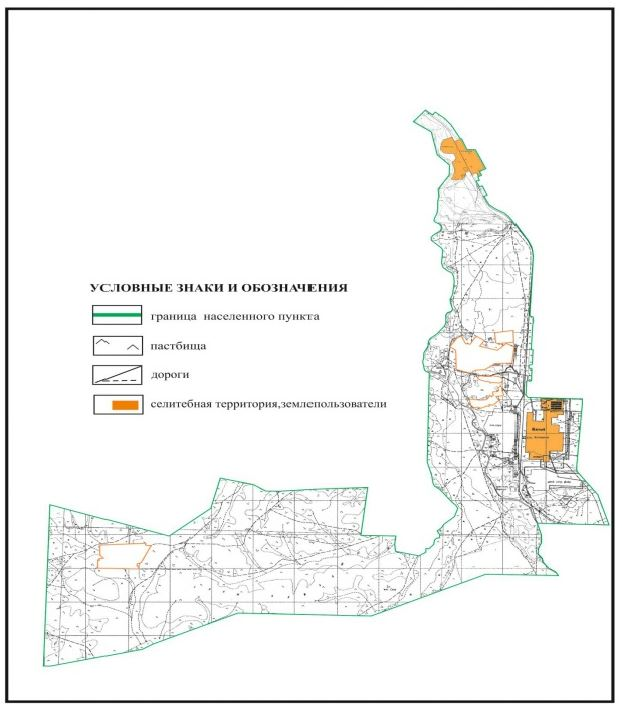 УСЛОВНЫЕ ЗНАКИ И ОБОЗНАЧЕНИЯ
граница населенного пункта
пастбища
дороги
селитебная территория,землепользователи